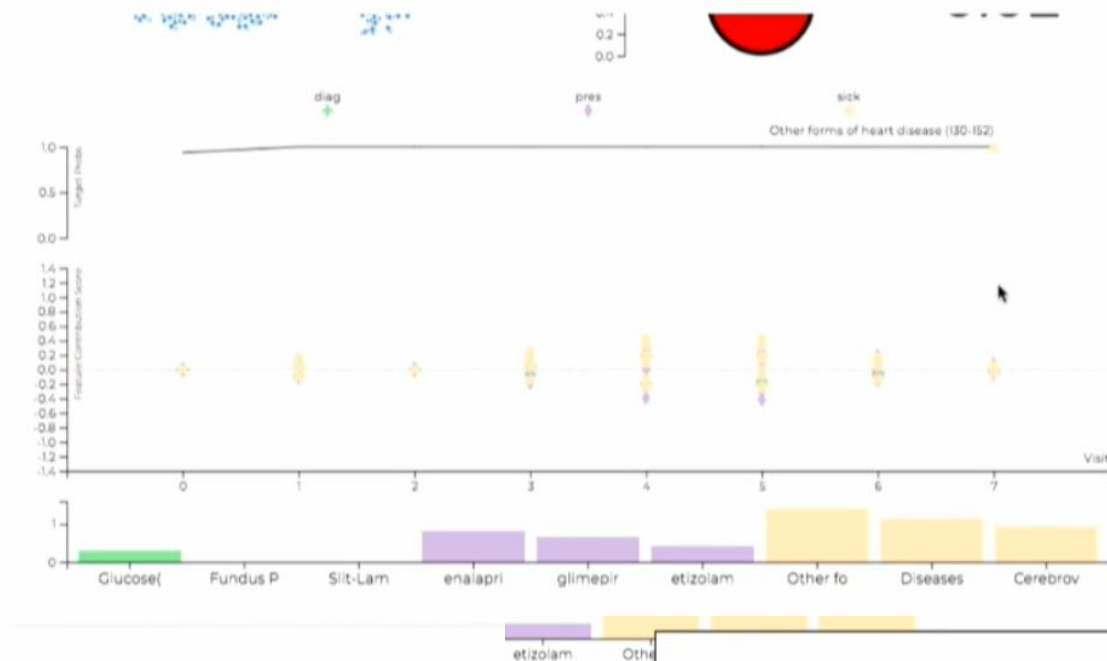 0.2
0.0
diag pres sick
Other forms of heart disease (I30-I52)
1.0
0.5
0.0
Target Probs
1.4
1.2
1.0
0.8
0.6
0.4
0.2
0.0
-0.2
-0.4
-0.6
-0.8
-1.0
-1.2
-1.4
Feature Contribution Score
Visit
0 1 2 3 4 5 6 7
1
0
Glucose( Fundus P Slit-Lam enalapri glimepir etizolam Other fo Diseases Cerebrov
etizolam Othe